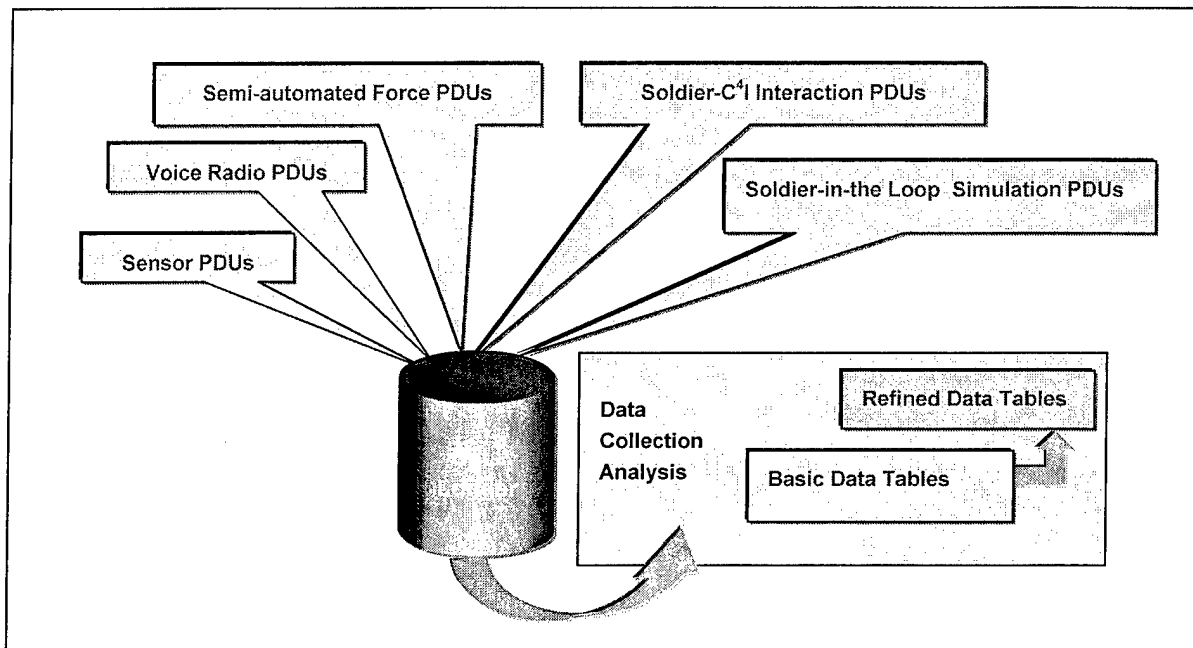 Semi-automated Force PDUs
Soldier-C⁴I Interaction PDUs
Voice Radio PDUs
Soldier-in-the Loop Simulation PDUs
Sensor PDUs
Data
Collection
Analysis
Refined Data Tables
Basic Data Tables